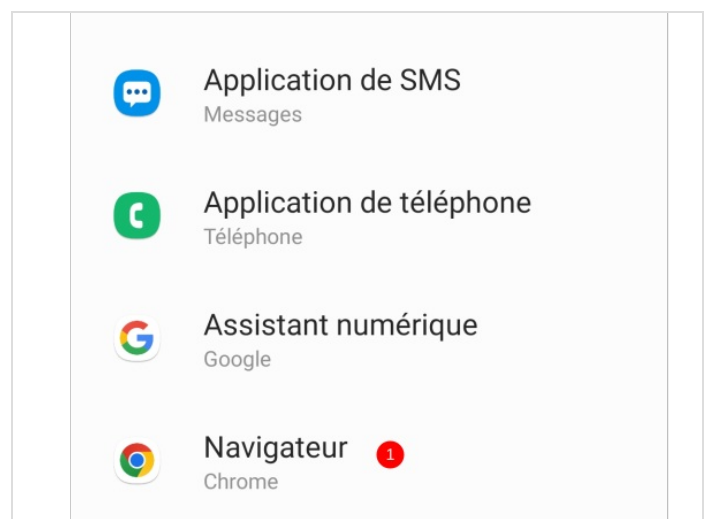 Application de SMS
Messages
Application de téléphone
Téléphone
Assistant numérique
Google
Navigateur 1
Chrome